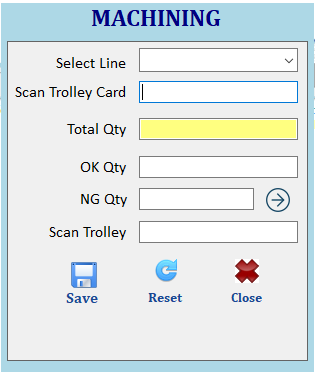 MACHINING
Select Line
Scan Trolley Card
Total Qty
OK Qty
NG Qty
Scan Trolley
Save Reset Close